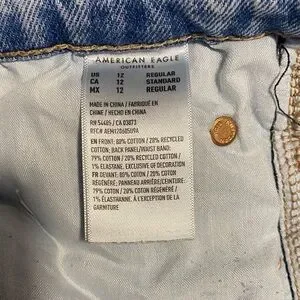 AMERICAN EAGLE
OUTFITTERS
US 12 REGULAR
CA 12 STANDARD
MX 12 REGULAR
MADE IN CHINA / FABRIQUÉ EN
CHINE / HECHO EN CHINA
RN 54485 / CA 03873
RFC# AEM1206850
EN FRONT: 80% COTTON / 20% RECYCLED
COTTON; BACK PANEL/WAIST BAND:
79% COTTON / 20% RECYCLED COTTON /
1% ELASTANE, EXCLUSIVE OF DECORATION
FR DEVANT: 80% COTON / 20% COTON
RÉGÉNÉRÉ; PANNEAU ARRIÈRE/CEINTURE:
79% COTON / 20% COTON RÉGÉNÉRÉ /
1% ÉLASTHANNE, À L'EXCEPTION DE LA
GARNITURE